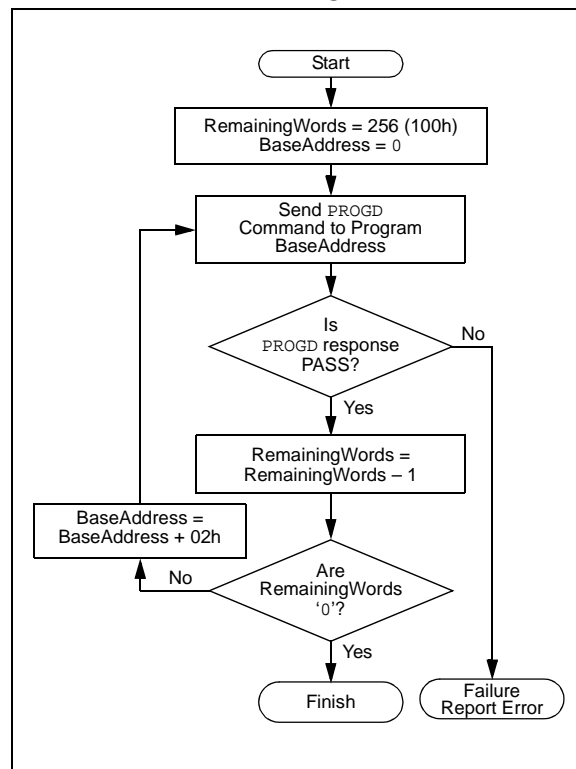 Start
RemainingWords = 256 (100h)
BaseAddress = 0
Send PROGD
Command to Program
BaseAddress
Is
PROGD response
PASS?
No
Yes
RemainingWords =
RemainingWords – 1
BaseAddress =
BaseAddress + 02h
No
Are
RemainingWords
‘0’?
Yes
Finish
Failure
Report Error